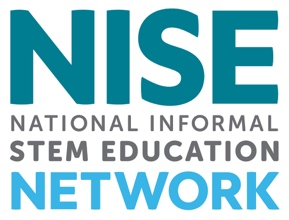 NISE
NATIONAL INFORMAL
STEM EDUCATION
NETWORK